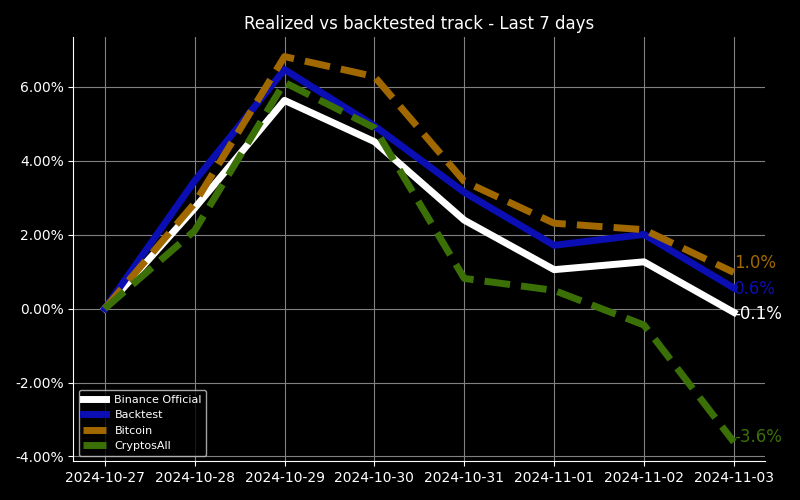 Realized vs backtested track - Last 7 days
6.00%
4.00%
2.00%
0.00%
-2.00%
-4.00%
1.0%
0.6%
-0.1%
-3.6%
Binance Official
Backtest
Bitcoin
CryptosAll
2024-10-27 2024-10-28 2024-10-29 2024-10-30 2024-10-31 2024-11-01 2024-11-02 2024-11-03